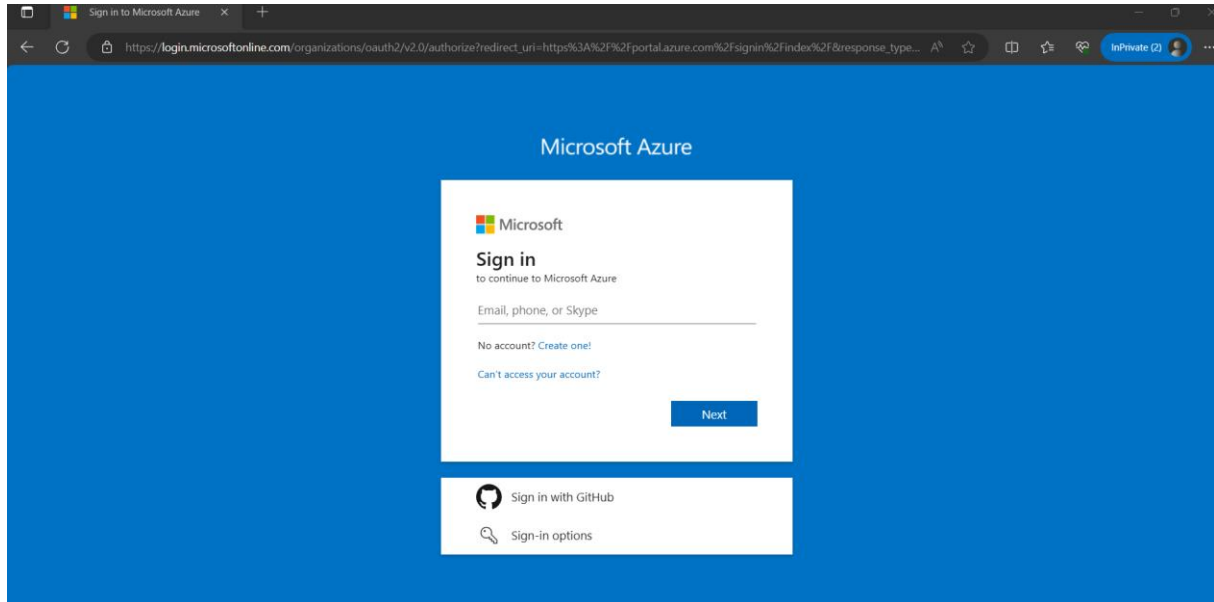 Sign in to Microsoft Azure
https://login.microsoftonline.com/organizations/oauth2/v2.0/authorize?redirect_uri=https%3A%2F%2Fportal.azure.com%2Fsignin%2Findex%2F&response_type...
InPrivate (2)
Microsoft Azure
Microsoft
Sign in
to continue to Microsoft Azure
Email, phone, or Skype
No account? Create one!
Can't access your account?
Next
Sign in with GitHub
Sign-in options